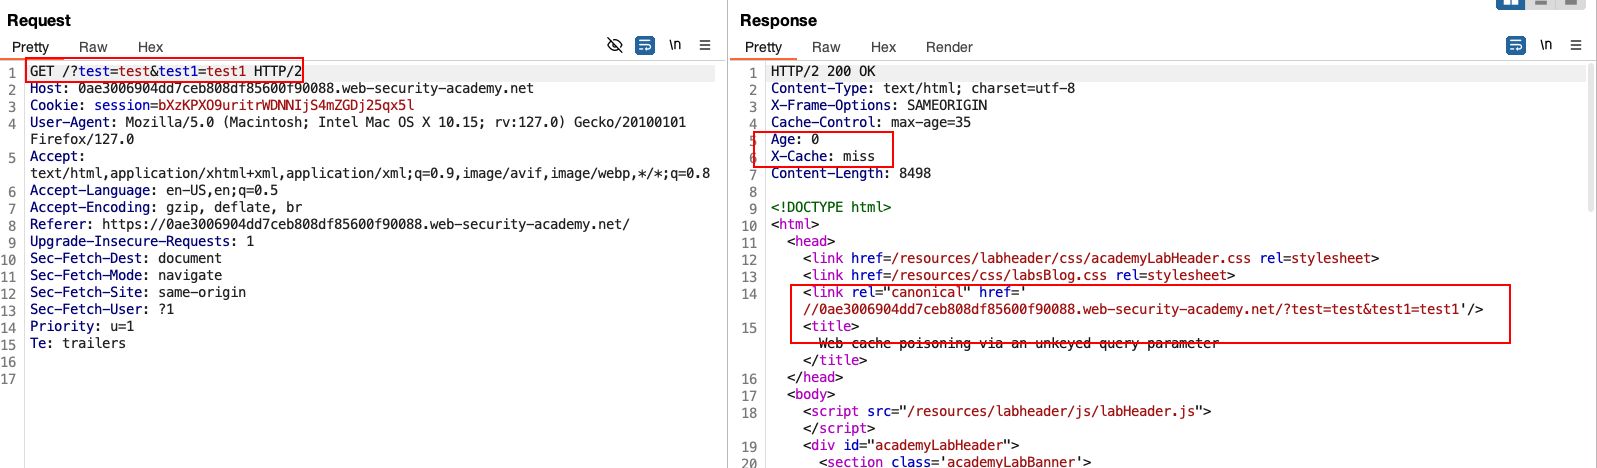 Request
Pretty Raw Hex \n
1 GET /?test=test&test1=test1 HTTP/2
2 Host: 0ae3006904dd7ceb808df85600f90088.web-security-academy.net
3 Cookie: session=bXzKPXO9uritrWDNNIjS4mZGDj25qx5l
4 User-Agent: Mozilla/5.0 (Macintosh; Intel Mac OS X 10.15; rv:127.0) Gecko/20100101
Firefox/127.0
5 Accept:
text/html,application/xhtml+xml,application/xml;q=0.9,image/avif,image/webp,*/*;q=0.8
6 Accept-Language: en-US,en;q=0.5
7 Accept-Encoding: gzip, deflate, br
8 Referer: https://0ae3006904dd7ceb808df85600f90088.web-security-academy.net/
9 Upgrade-Insecure-Requests: 1
10 Sec-Fetch-Dest: document
11 Sec-Fetch-Mode: navigate
12 Sec-Fetch-Site: same-origin
13 Sec-Fetch-User: ?1
14 Priority: u=1
15 Te: trailers
16
17
Response
Pretty Raw Hex Render \n
1 HTTP/2 200 OK
2 Content-Type: text/html; charset=utf-8
3 X-Frame-Options: SAMEORIGIN
4 Cache-Control: max-age=35
5 Age: 0
6 X-Cache: miss
7 Content-Length: 8498
8
9 <!DOCTYPE html>
10 <html>
11 <head>
12 <link href=/resources/labheader/css/academyLabHeader.css rel=stylesheet>
13 <link href=/resources/css/labsBlog.css rel=stylesheet>
14 <link rel="canonical" href='
//0ae3006904dd7ceb808df85600f90088.web-security-academy.net/?test=test&test1=test1'/>
15 <title>
Web cache poisoning via an unkeyed query parameter
</title>
16 </head>
17 <body>
18 <script src="/resources/labheader/js/labHeader.js">
</script>
19 <div id="academyLabHeader">
20 <section class='academyLabBanner'>